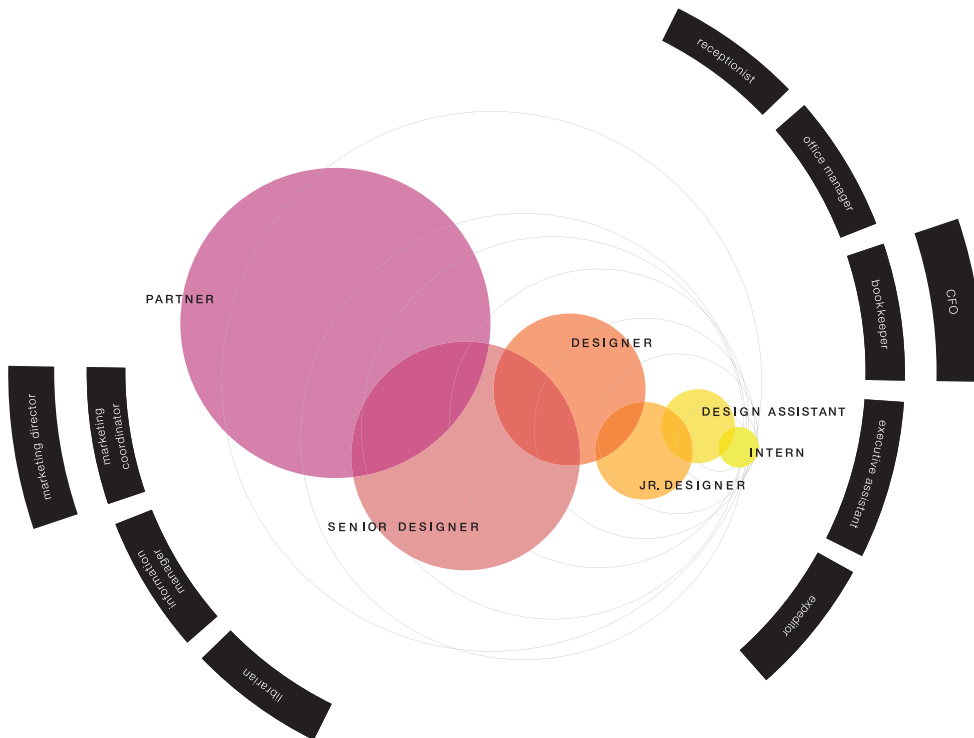 receptionist
office manager
bookkeeper
CFO
PARTNER
DESIGNER
DESIGN ASSISTANT
INTERN
JR. DESIGNER
SENIOR DESIGNER
marketing director
marketing
coordinator
information
manager
librarian
executive assistant
expeditor